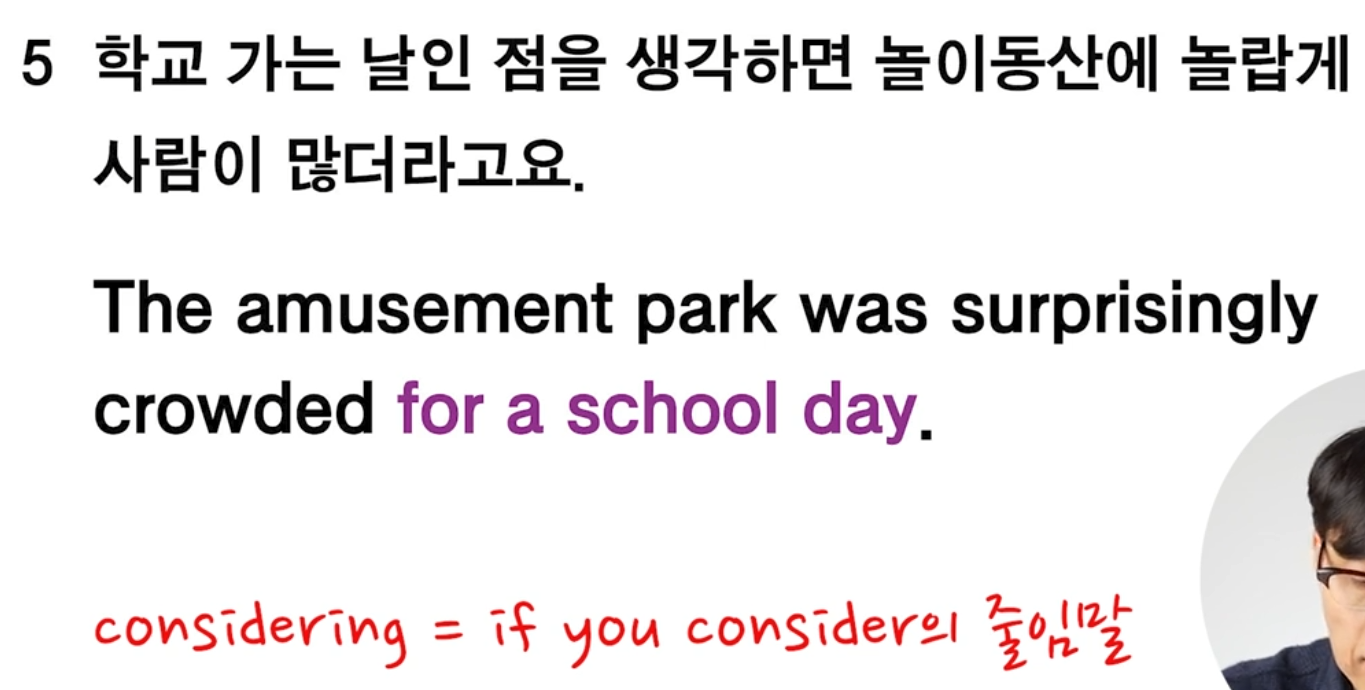 5 학교 가는 날인 점을 생각하면 놀이동산에 놀랍게
사람이 많더라고요.
The amusement park was surprisingly
crowded for a school day.
considering = if you consider의 줄임말